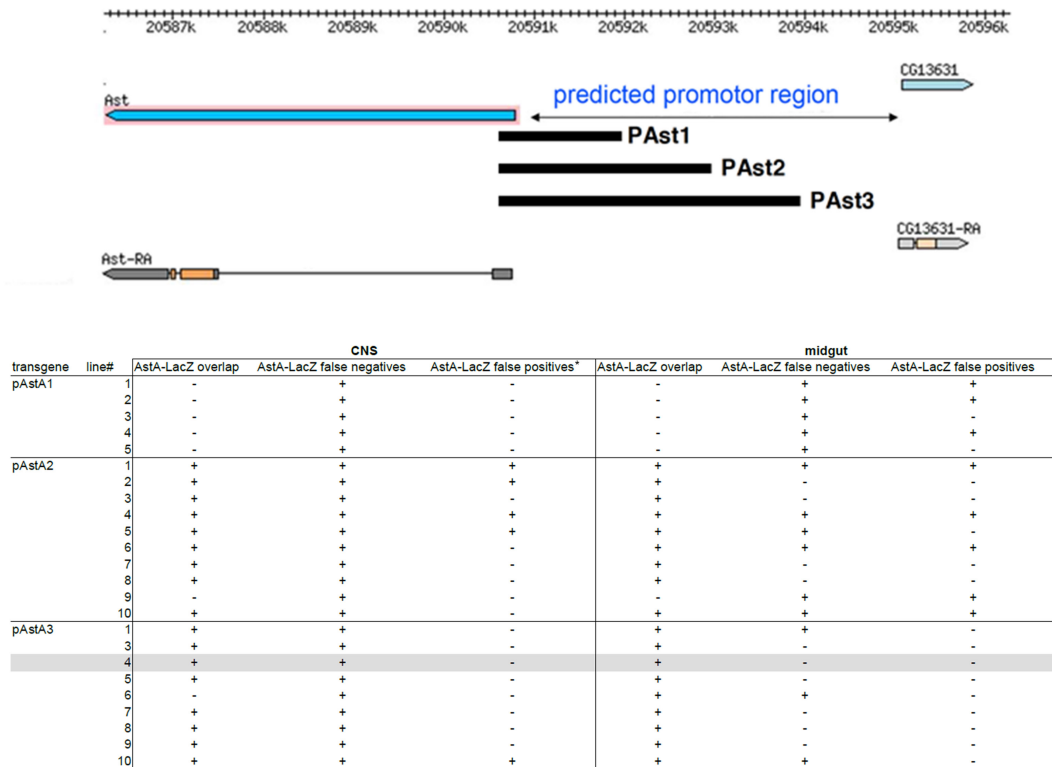 20587k 20588k 20589k 20590k 20591k 20592k 20593k 20594k 20595k 20596k
CG13631
Ast
predicted promotor region
PAst1
PAst2
PAst3
CG13631-RA
Ast-RA
CNS midgut
transgene line# AstA-LacZ overlap AstA-LacZ false negatives AstA-LacZ false positives* AstA-LacZ overlap AstA-LacZ false negatives AstA-LacZ false positives
pAstA1 1 - + - - + +
2 - + - - + +
3 - + - - + -
4 - + - - + +
5 - + - - + -
pAstA2 1 + + + + + +
2 + + + + - -
3 + + - + - -
4 + + + + + +
5 + + + + + -
6 + + - + + +
7 + + - + - -
8 + + - + - -
9 - + - - + +
10 + + - + + +
pAstA3 1 + + - + + -
3 + + - + - -
4 + + - + - -
5 + + - + - -
6 - + - + + -
7 + + - + - -
8 + + - + - -
9 + + - + - -
10 + + + + + -